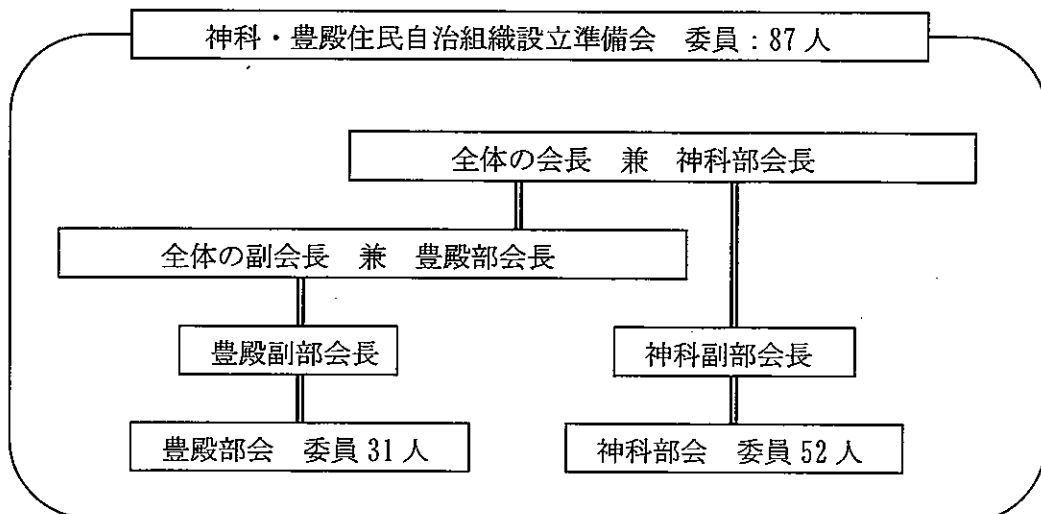 神科・豊殿住民自治組織設立準備会　委員：87人
全体の会長　兼　神科部会長
全体の副会長　兼　豊殿部会長
豊殿副部会長
神科副部会長
豊殿部会　委員31人
神科部会　委員52人